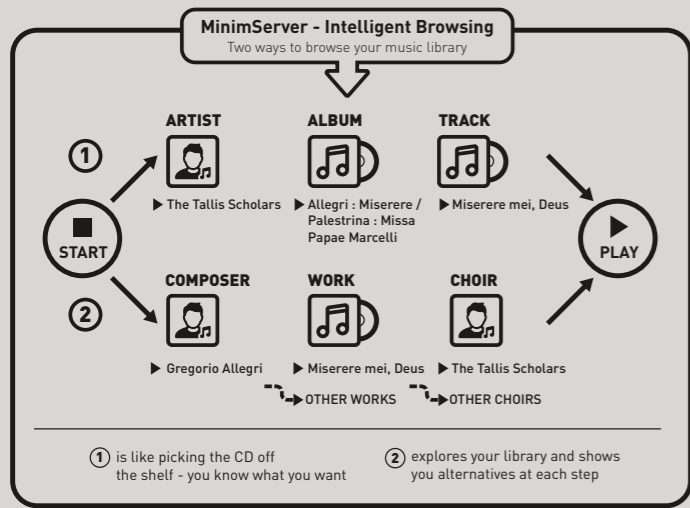 MinimServer - Intelligent Browsing
Two ways to browse your music library
ARTIST
ALBUM
TRACK
1
▶ The Tallis Scholars
▶ Allegri : Miserere /
Palestrina : Missa
Papae Marcelli
▶ Miserere mei, Deus
START
PLAY
2
COMPOSER
WORK
CHOIR
▶ Gregorio Allegri
▶ Miserere mei, Deus
▶ The Tallis Scholars
OTHER WORKS
OTHER CHOIRS
1 is like picking the CD off
the shelf - you know what you want
2 explores your library and shows
you alternatives at each step